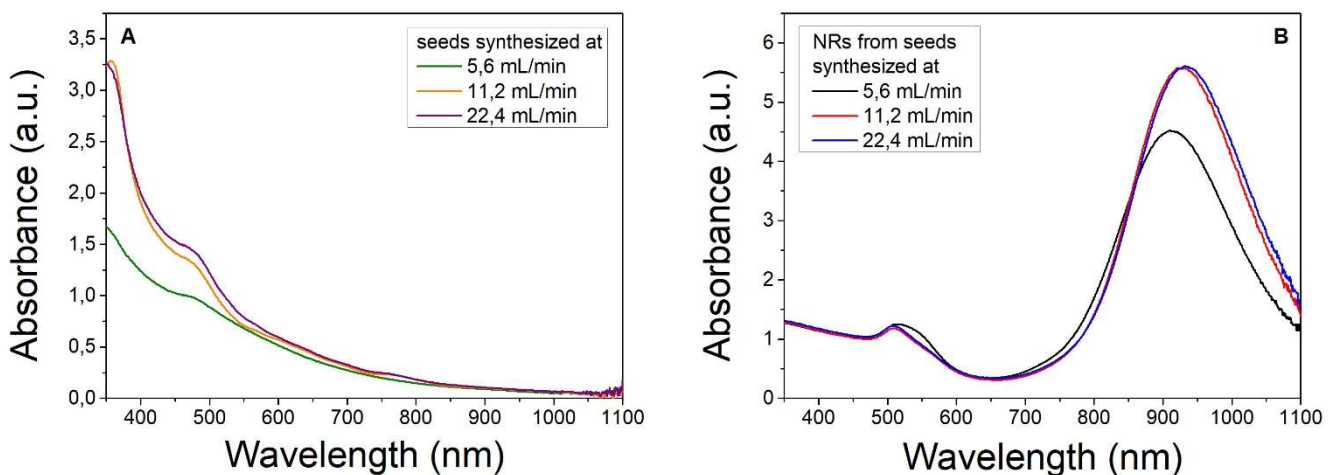 A
seeds synthesized at
5,6 mL/min
11,2 mL/min
22,4 mL/min
Absorbance (a.u.)
3,5
3,0
2,5
2,0
1,5
1,0
0,5
0,0
400 500 600 700 800 900 1000 1100
Wavelength (nm)
B
NRs from seeds
synthesized at
5,6 mL/min
11,2 mL/min
22,4 mL/min
Absorbance (a.u.)
6
5
4
3
2
1
0
400 500 600 700 800 900 1000 1100
Wavelength (nm)